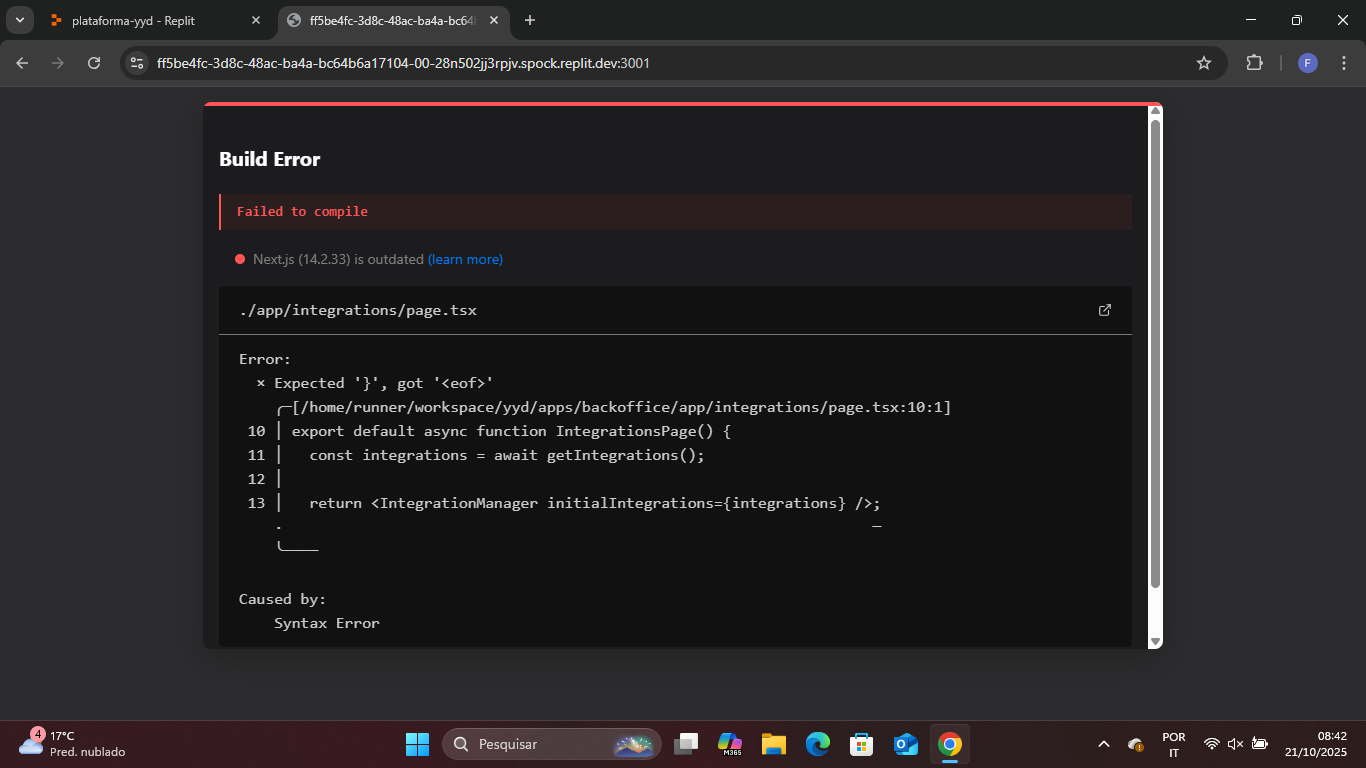 plataforma-yyd - Replit
ff5be4fc-3d8c-48ac-ba4a-bc64
ff5be4fc-3d8c-48ac-ba4a-bc64b6a17104-00-28n502jj3rpjv.spock.replit.dev:3001
F
Build Error
Failed to compile
Next.js (14.2.33) is outdated (learn more)
./app/integrations/page.tsx
Error:
× Expected '}', got '<eof>'
╭─[/home/runner/workspace/yyd/apps/backoffice/app/integrations/page.tsx:10:1]
10 │ export default async function IntegrationsPage() {
11 │   const integrations = await getIntegrations();
12 │
13 │   return <IntegrationManager initialIntegrations={integrations} />;
Caused by:
Syntax Error
4
17°C
Pred. nublado
Pesquisar
M365
POR
IT
08:42
21/10/2025